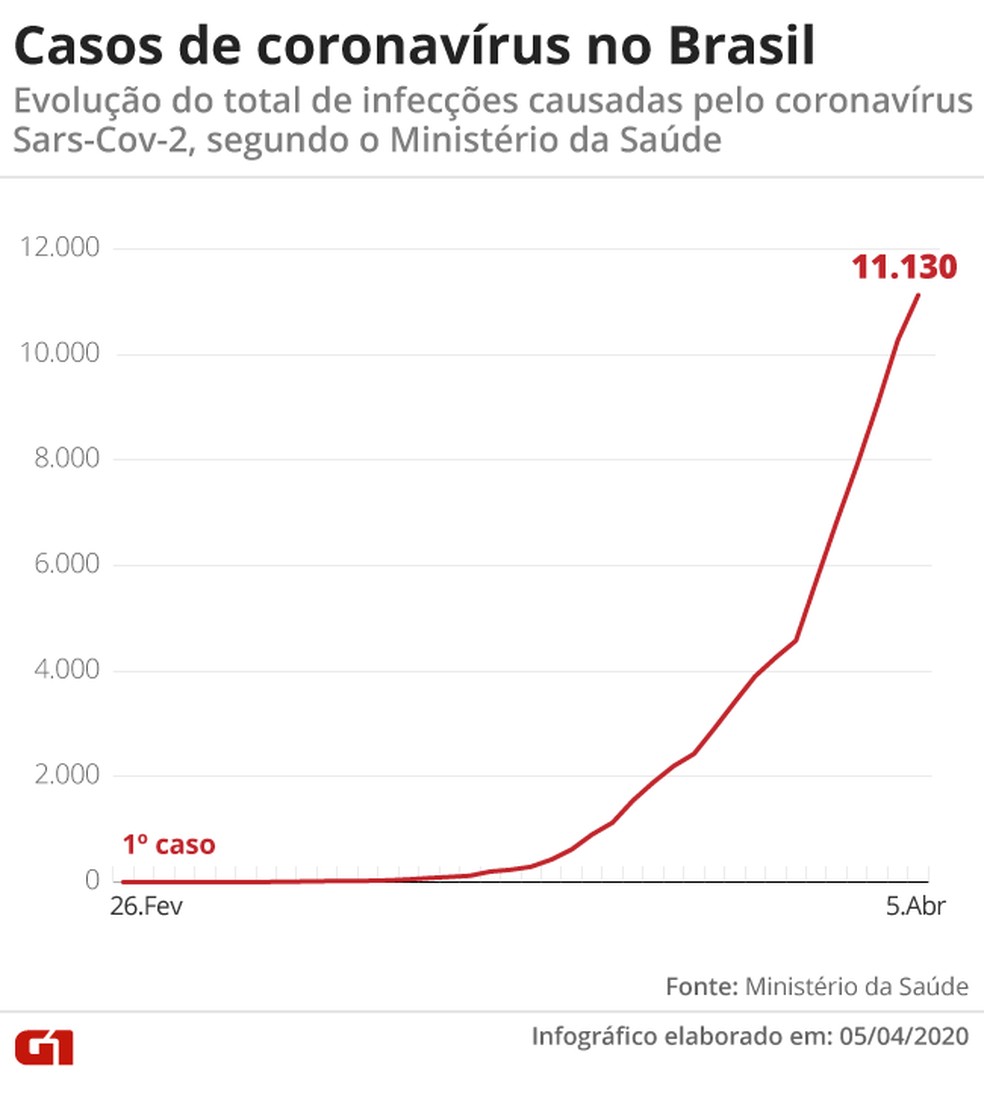 Casos de coronavírus no Brasil
Evolução do total de infecções causadas pelo coronavírus
Sars-Cov-2, segundo o Ministério da Saúde
12.000
11.130
10.000
8.000
6.000
4.000
2.000
1º caso
0
26.Fev
5.Abr
Fonte: Ministério da Saúde
G1
Infográfico elaborado em: 05/04/2020